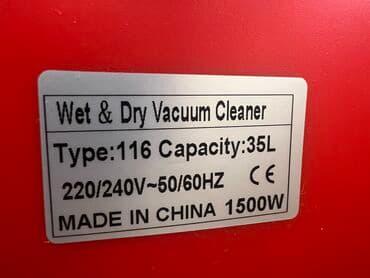 Wet & Dry Vacuum Cleaner
Type:116 Capacity:35L
220/240V~50/60HZ CE
MADE IN CHINA 1500W